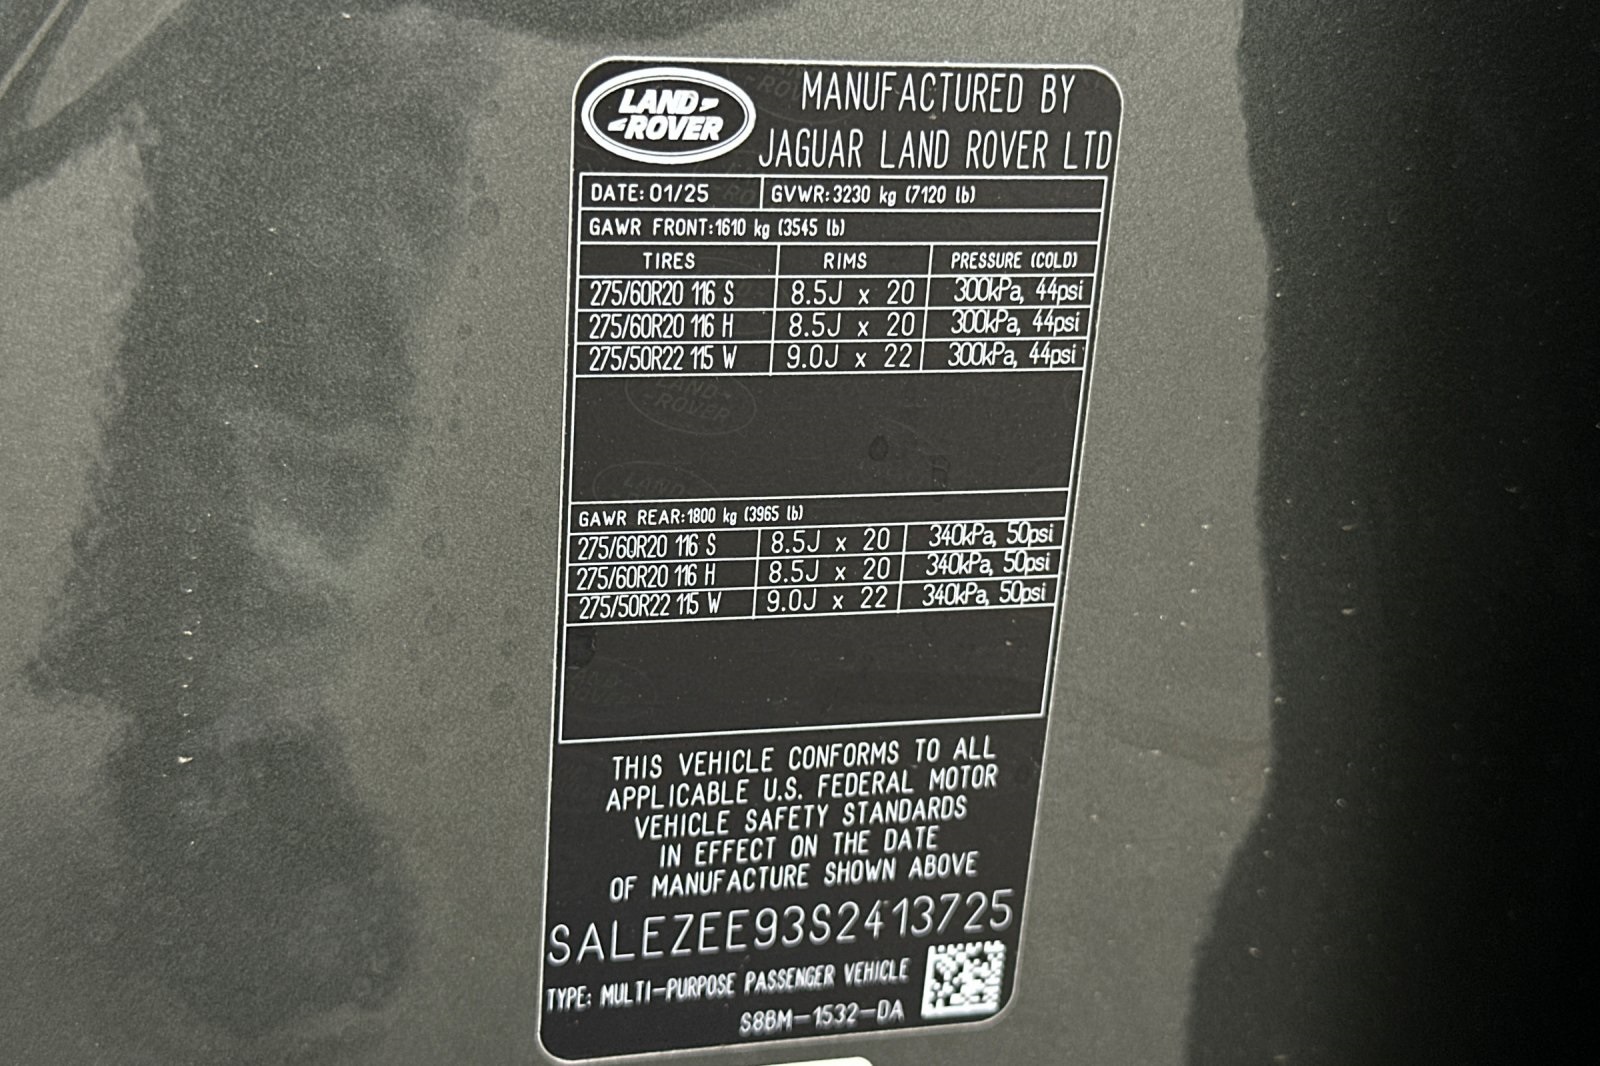 LAND ROVER
MANUFACTURED BY
JAGUAR LAND ROVER LTD
DATE: 01/25 GVWR: 3230 kg (7120 lb)
GAWR FRONT: 1610 kg (3545 lb)
TIRES RIMS PRESSURE (COLD)
275/60R20 116 S 8.5J x 20 300kPa, 44psi
275/60R20 116 H 8.5J x 20 300kPa, 44psi
275/50R22 115 W 9.0J x 22 300kPa, 44psi
LAND ROVER
LAND
GAWR REAR: 1800 kg (3965 lb)
275/60R20 116 S 8.5J x 20 340kPa, 50psi
275/60R20 116 H 8.5J x 20 340kPa, 50psi
275/50R22 115 W 9.0J x 22 340kPa, 50psi
THIS VEHICLE CONFORMS TO ALL
APPLICABLE U.S. FEDERAL MOTOR
VEHICLE SAFETY STANDARDS
IN EFFECT ON THE DATE
OF MANUFACTURE SHOWN ABOVE
SALEZEE93S2413725
TYPE: MULTI-PURPOSE PASSENGER VEHICLE
S8BM-1532-DA